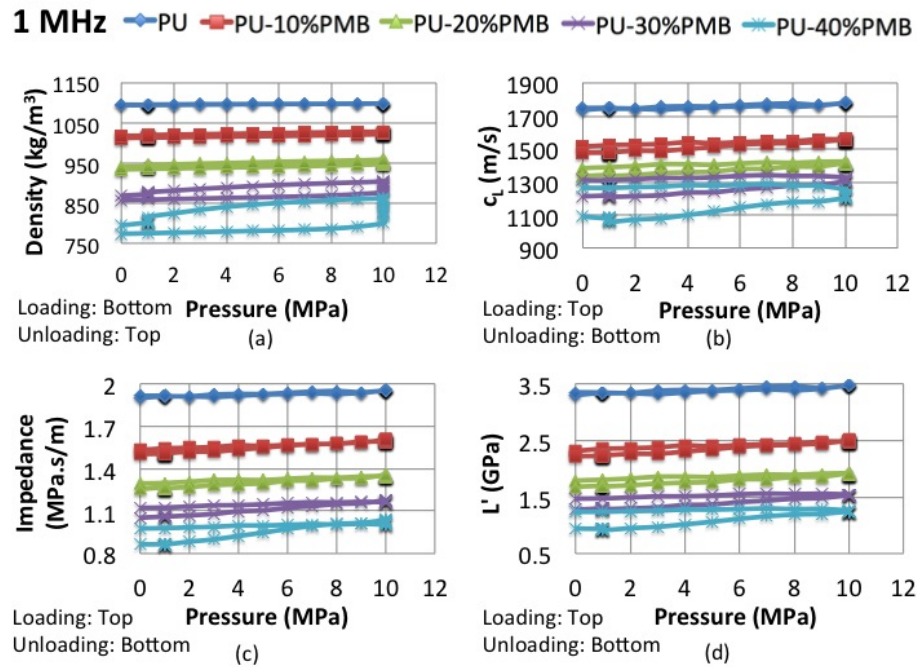 1 MHz PU PU-10%PMB PU-20%PMB PU-30%PMB PU-40%PMB
Density (kg/m³)
1150
1050
950
850
750
0 2 4 6 8 10 12
Loading: Bottom Pressure (MPa)
Unloading: Top (a)
c_L (m/s)
1900
1700
1500
1300
1100
900
0 2 4 6 8 10 12
Loading: Top Pressure (MPa)
Unloading: Bottom (b)
Impedance
(MPa.s/m)
2
1.7
1.4
1.1
0.8
0 2 4 6 8 10 12
Loading: Top Pressure (MPa)
Unloading: Bottom (c)
L' (GPa)
3.5
2.5
1.5
0.5
0 2 4 6 8 10 12
Loading: Top Pressure (MPa)
Unloading: Bottom (d)